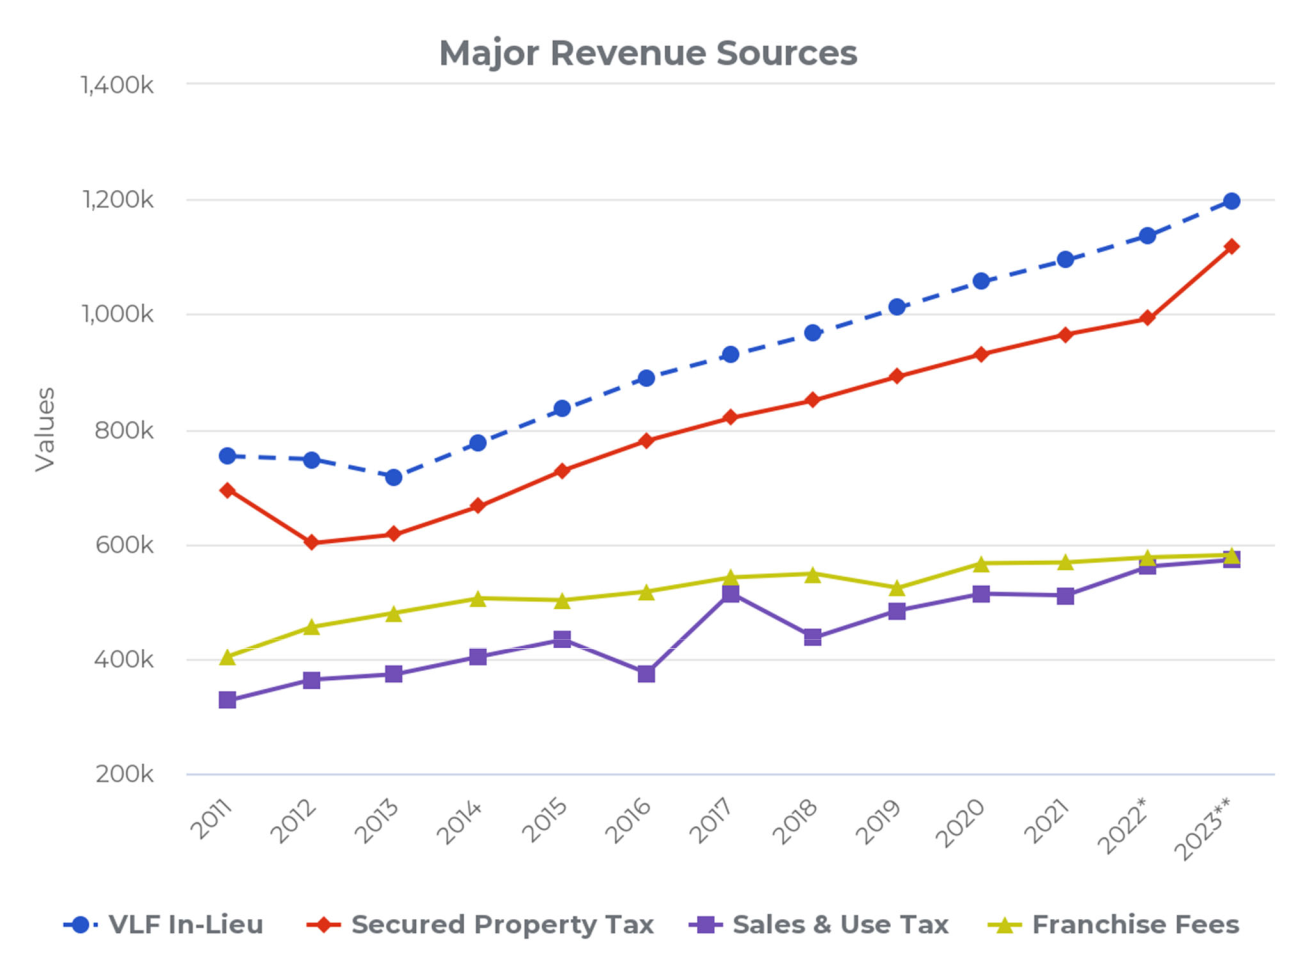 Major Revenue Sources
1,400k
1,200k
1,000k
800k
600k
400k
200k
Values
2011
2012
2013
2014
2015
2016
2017
2018
2019
2020
2021
2022*
2023**
VLF In-Lieu
Secured Property Tax
Sales & Use Tax
Franchise Fees